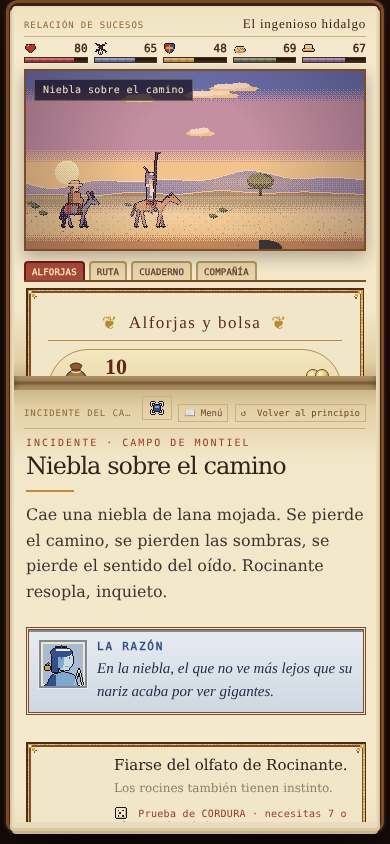 RELACIÓN DE SUCESOS
El ingenioso hidalgo
80 65 48 69 67
Niebla sobre el camino
ALFORJAS RUTA CUADERNO COMPAÑÍA
Alforjas y bolsa
10
INCIDENTE DEL CA…
Menú
↺ Volver al principio
INCIDENTE · CAMPO DE MONTIEL
Niebla sobre el camino
Cae una niebla de lana mojada. Se pierde
el camino, se pierden las sombras, se
pierde el sentido del oído. Rocinante
resopla, inquieto.
LA RAZÓN
En la niebla, el que no ve más lejos que su
nariz acaba por ver gigantes.
Fiarse del olfato de Rocinante.
Los rocines también tienen instinto.
Prueba de CORDURA · necesitas 7 o